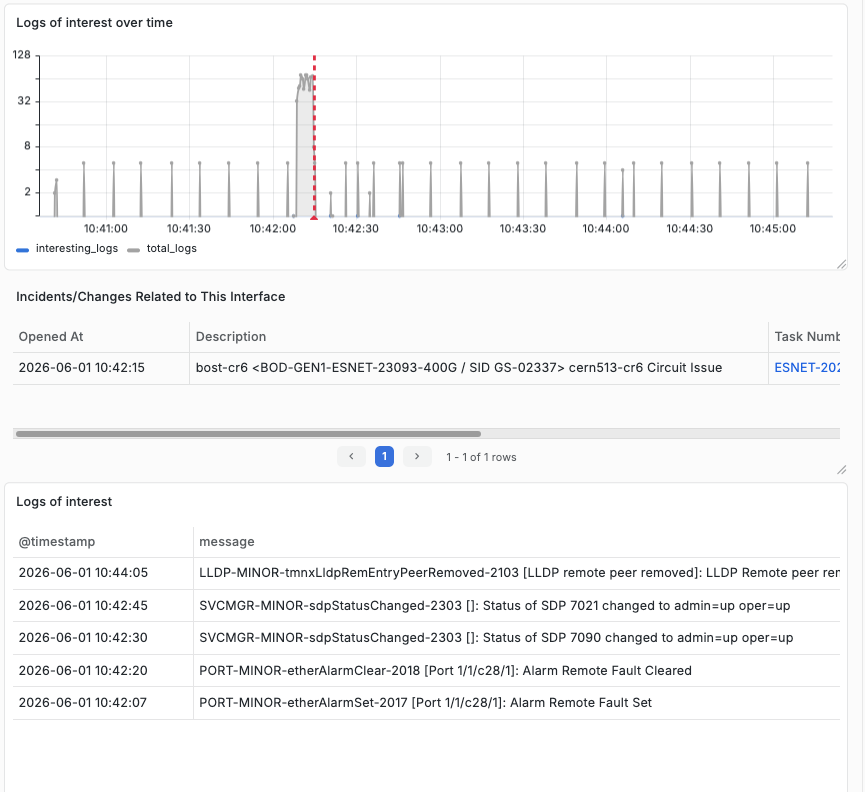 Logs of interest over time
128
32
8
2
10:41:00 10:41:30 10:42:00 10:42:30 10:43:00 10:43:30 10:44:00 10:44:30 10:45:00
interesting_logs total_logs
Incidents/Changes Related to This Interface
Opened At Description Task Numb
2026-06-01 10:42:15 bost-cr6 <BOD-GEN1-ESNET-23093-400G / SID GS-02337> cern513-cr6 Circuit Issue ESNET-202
1 1 - 1 of 1 rows
Logs of interest
@timestamp message
2026-06-01 10:44:05 LLDP-MINOR-tmnxLldpRemEntryPeerRemoved-2103 [LLDP remote peer removed]: LLDP Remote peer rem
2026-06-01 10:42:45 SVCMGR-MINOR-sdpStatusChanged-2303 []: Status of SDP 7021 changed to admin=up oper=up
2026-06-01 10:42:30 SVCMGR-MINOR-sdpStatusChanged-2303 []: Status of SDP 7090 changed to admin=up oper=up
2026-06-01 10:42:20 PORT-MINOR-etherAlarmClear-2018 [Port 1/1/c28/1]: Alarm Remote Fault Cleared
2026-06-01 10:42:07 PORT-MINOR-etherAlarmSet-2017 [Port 1/1/c28/1]: Alarm Remote Fault Set